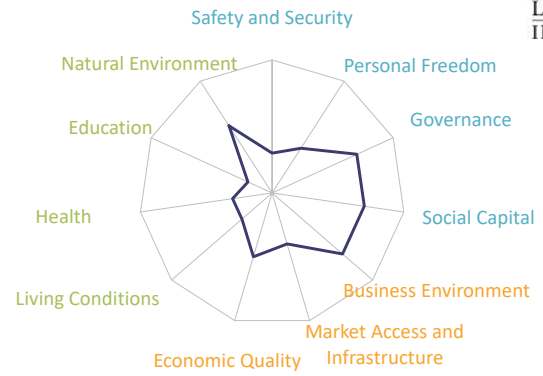 Safety and Security
Natural Environment
Personal Freedom
Education
Governance
Health
Social Capital
Living Conditions
Business Environment
Market Access and
Infrastructure
Economic Quality